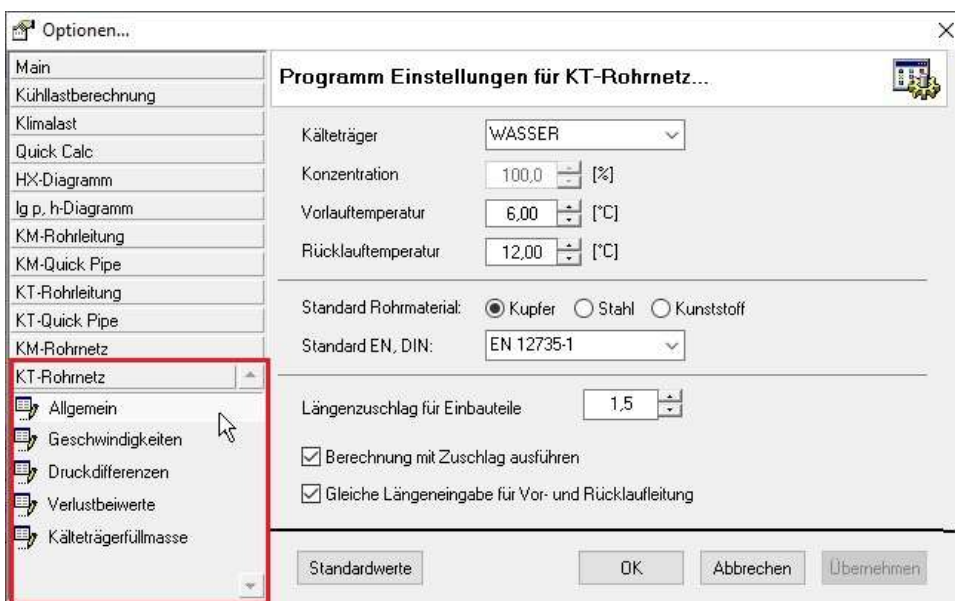 Optionen...
Main
Kühllastberechnung
Klimalast
Quick Calc
HX-Diagramm
lg p, h-Diagramm
KM-Rohrleitung
KM-Quick Pipe
KT-Rohrleitung
KT-Quick Pipe
KM-Rohrnetz
KT-Rohrnetz
Allgemein
Geschwindigkeiten
Druckdifferenzen
Verlustbeiwerte
Kälteträgerfüllmasse
Programm Einstellungen für KT-Rohrnetz...
Kälteträger WASSER
Konzentration 100,0 [%]
Vorlauftemperatur 6,00 [°C]
Rücklauftemperatur 12,00 [°C]
Standard Rohrmaterial: Kupfer Stahl Kunststoff
Standard EN, DIN: EN 12735-1
Längenzuschlag für Einbauteile 1,5
Berechnung mit Zuschlag ausführen
Gleiche Längeneingabe für Vor- und Rücklaufleitung
Standardwerte OK Abbrechen Übernehmen